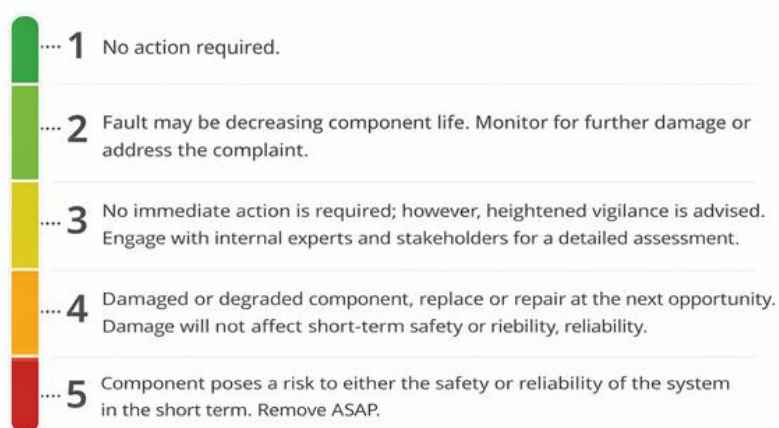 1 No action required.
2 Fault may be decreasing component life. Monitor for further damage or
address the complaint.
3 No immediate action is required; however, heightened vigilance is advised.
Engage with internal experts and stakeholders for a detailed assessment.
4 Damaged or degraded component, replace or repair at the next opportunity.
Damage will not affect short-term safety or riebility, reliability.
5 Component poses a risk to either the safety or reliability of the system
in the short term. Remove ASAP.